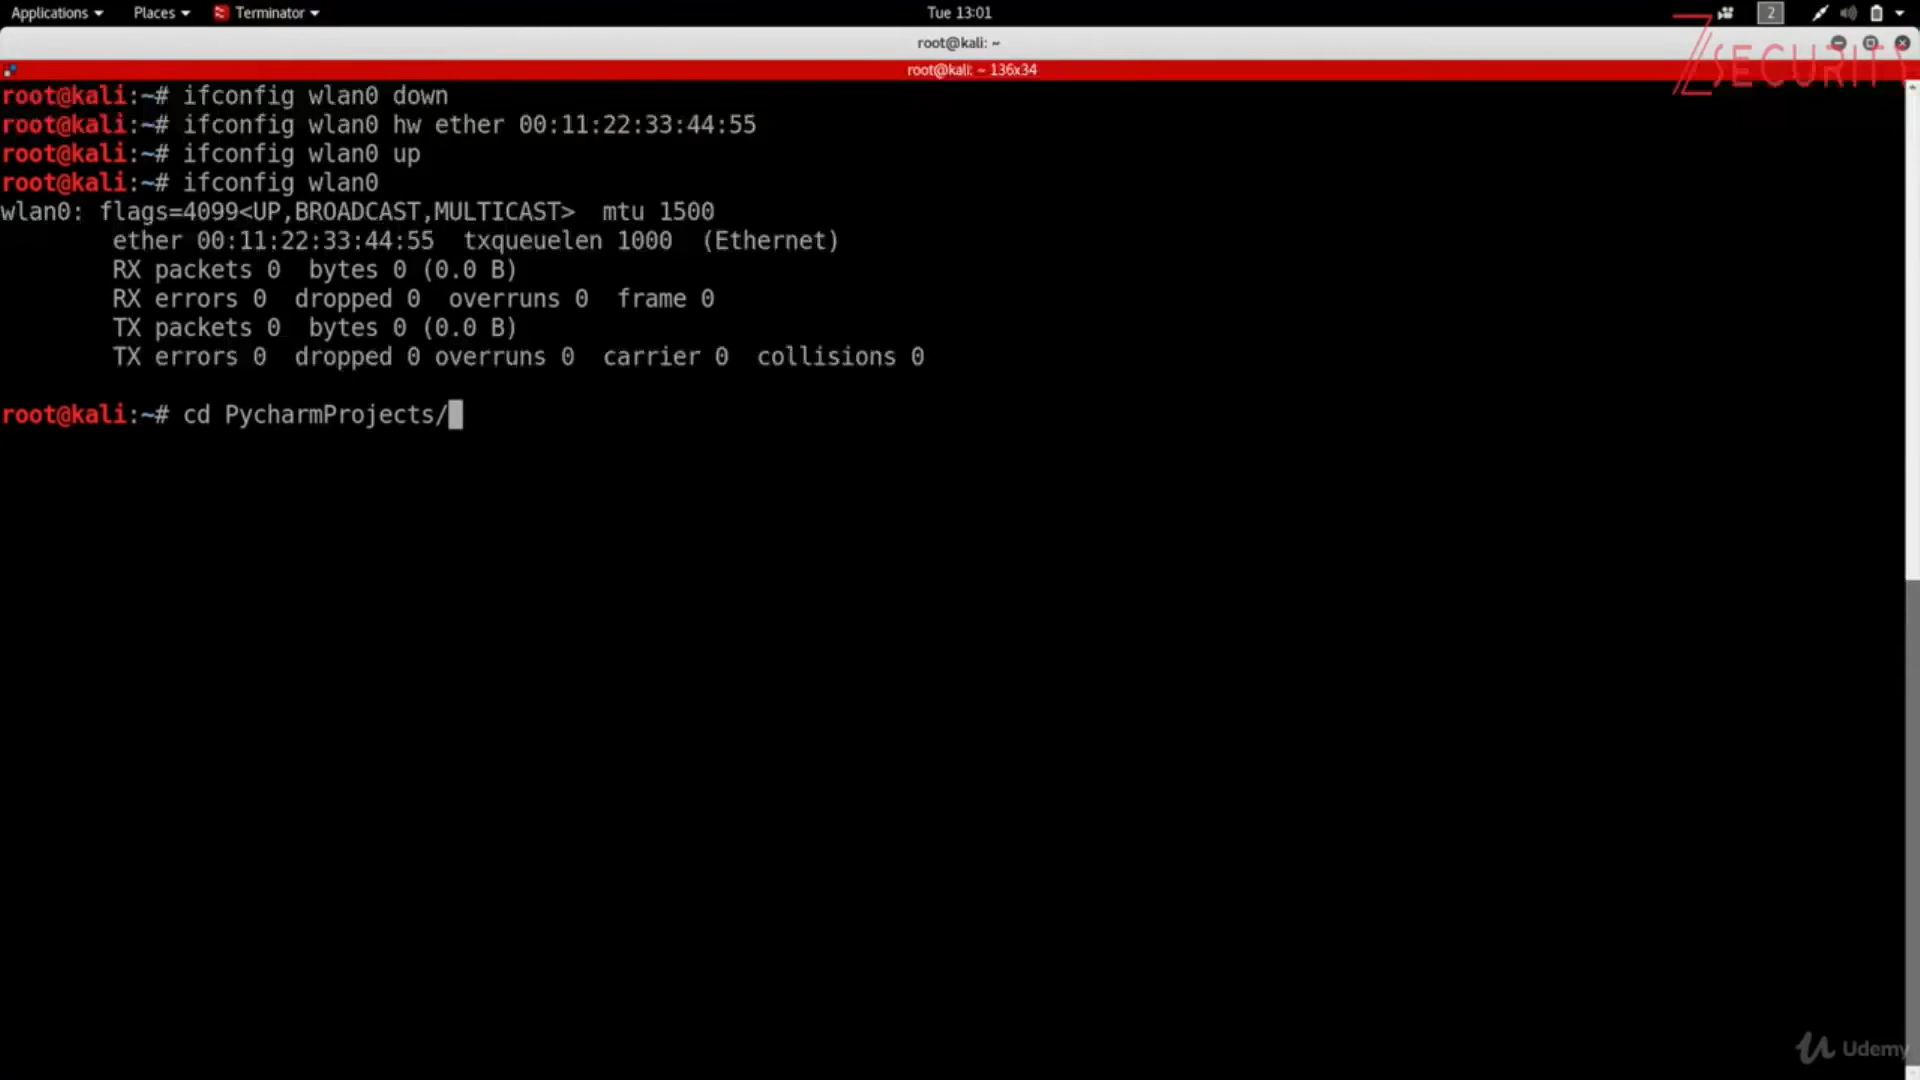 Applications Places Terminator Tue 13:01 2
root@kali: ~
root@kali: ~ 136x34
ZSECURITY
root@kali:~# ifconfig wlan0 down
root@kali:~# ifconfig wlan0 hw ether 00:11:22:33:44:55
root@kali:~# ifconfig wlan0 up
root@kali:~# ifconfig wlan0
wlan0: flags=4099<UP,BROADCAST,MULTICAST>  mtu 1500
        ether 00:11:22:33:44:55  txqueuelen 1000  (Ethernet)
        RX packets 0  bytes 0 (0.0 B)
        RX errors 0  dropped 0  overruns 0  frame 0
        TX packets 0  bytes 0 (0.0 B)
        TX errors 0  dropped 0 overruns 0  carrier 0  collisions 0
root@kali:~# cd PycharmProjects/
Udemy